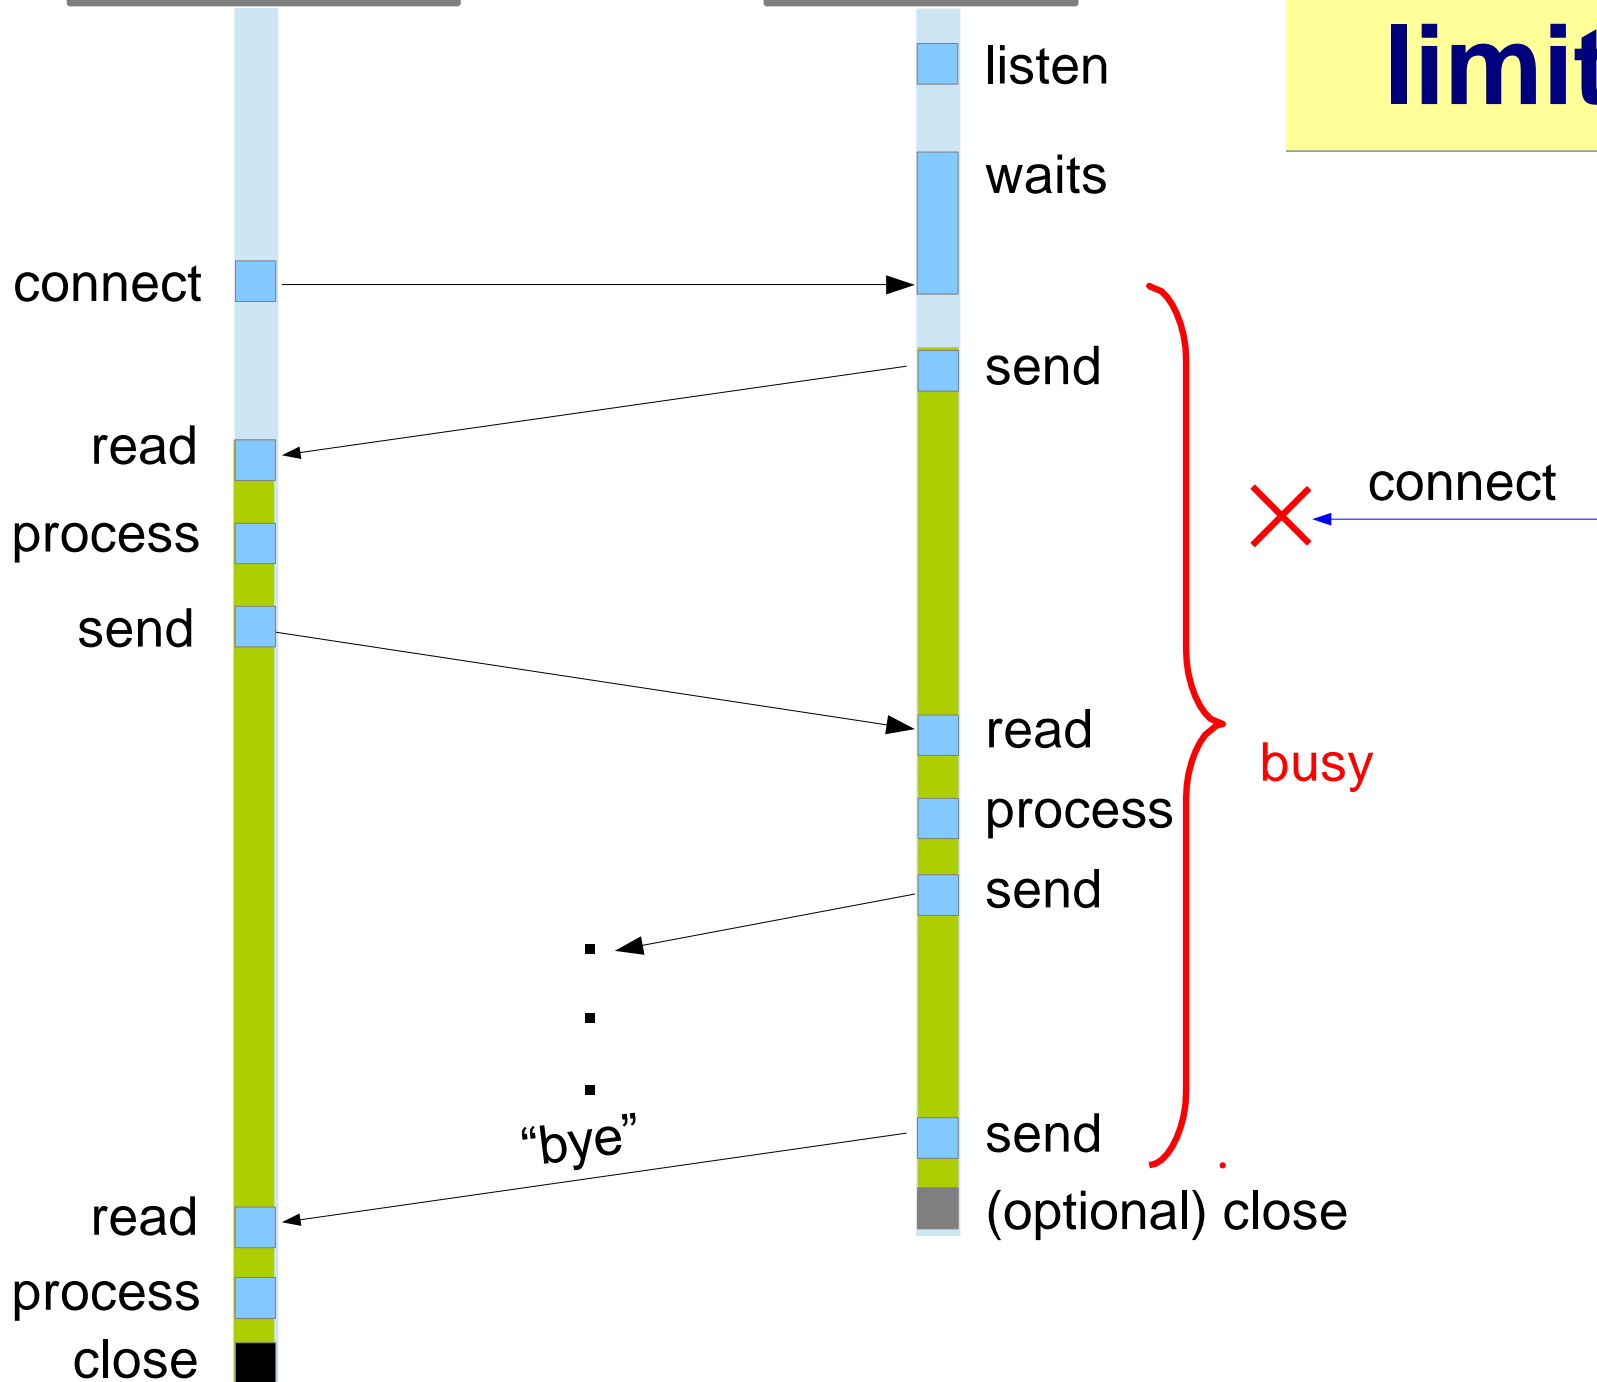 listen
limit
waits
connect
send
read
connect
process
send
read
busy
process
send
“bye”
send
read
(optional) close
process
close